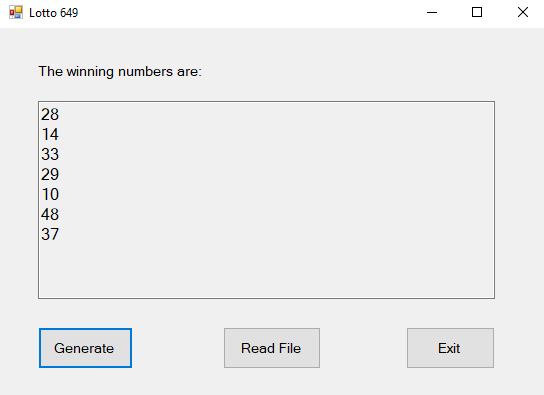 Lotto 649
The winning numbers are:
28
14
33
29
10
48
37
Generate
Read File
Exit